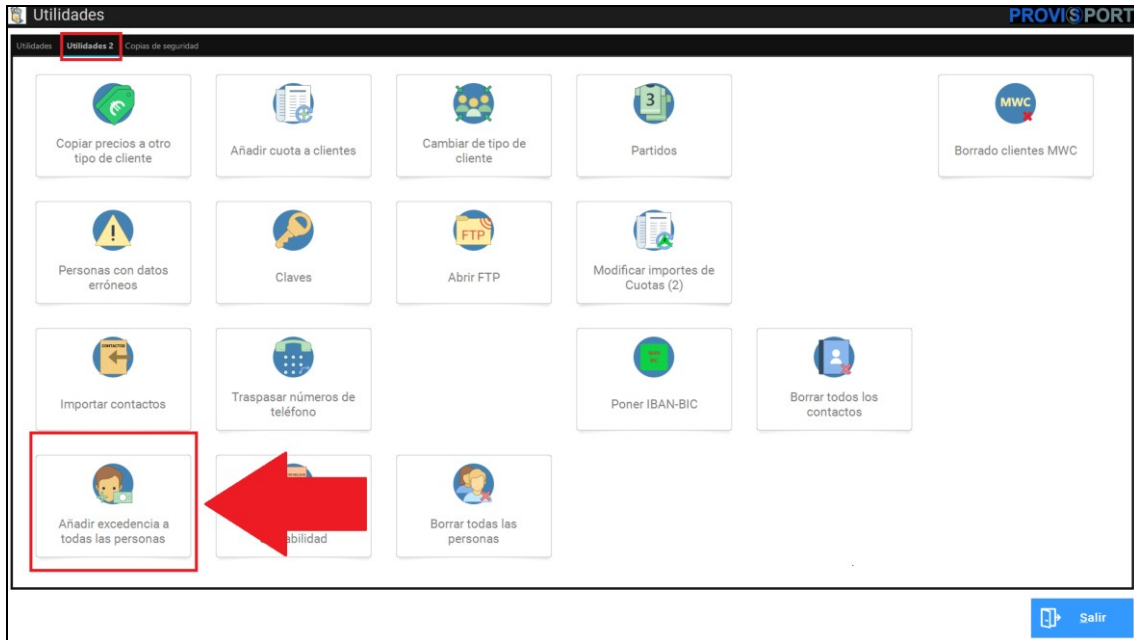 Utilidades
PROVISPORT
Utilidades Utilidades 2 Copias de seguridad
Copiar precios a otro
tipo de cliente
Añadir cuota a clientes
Cambiar de tipo de
cliente
3
Partidos
MWC
Borrado clientes MWC
Personas con datos
erróneos
Claves
FTP
Abrir FTP
Modificar importes de
Cuotas (2)
CONTACTOS
Importar contactos
Traspasar números de
teléfono
BIC
Poner IBAN-BIC
Borrar todos los
contactos
Añadir excedencia a
todas las personas
abilidad
Borrar todas las
personas
Salir